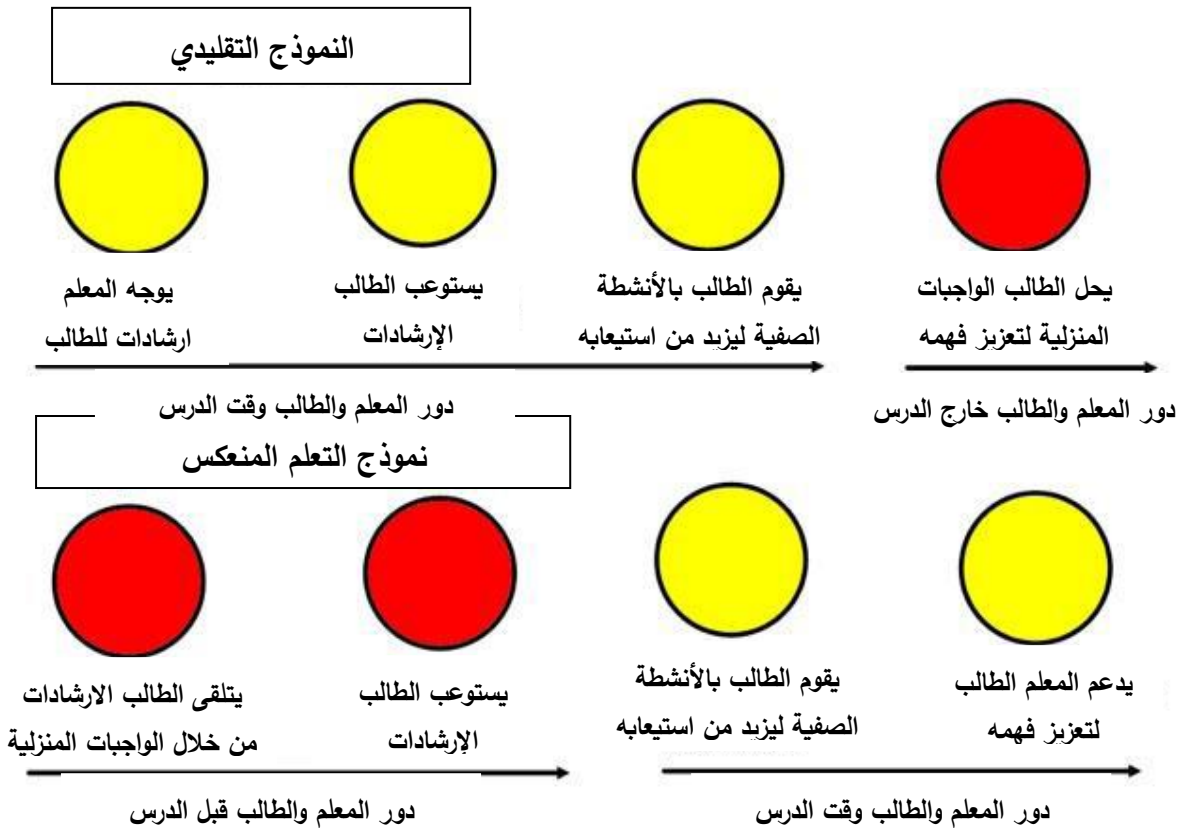 النموذج التقليدي
يوجه المعلم
ارشادات للطالب
يستوعب الطالب
الإرشادات
يقوم الطالب بالأنشطة
الصفية ليزيد من استيعابه
يحل الطالب الواجبات
المنزلية لتعزيز فهمه
دور المعلم والطالب وقت الدرس
دور المعلم والطالب خارج الدرس
نموذج التعلم المنعكس
يتلقى الطالب الارشادات
من خلال الواجبات المنزلية
يستوعب الطالب
الإرشادات
يقوم الطالب بالأنشطة
الصفية ليزيد من استيعابه
يدعم المعلم الطالب
لتعزيز فهمه
دور المعلم والطالب قبل الدرس
دور المعلم والطالب وقت الدرس